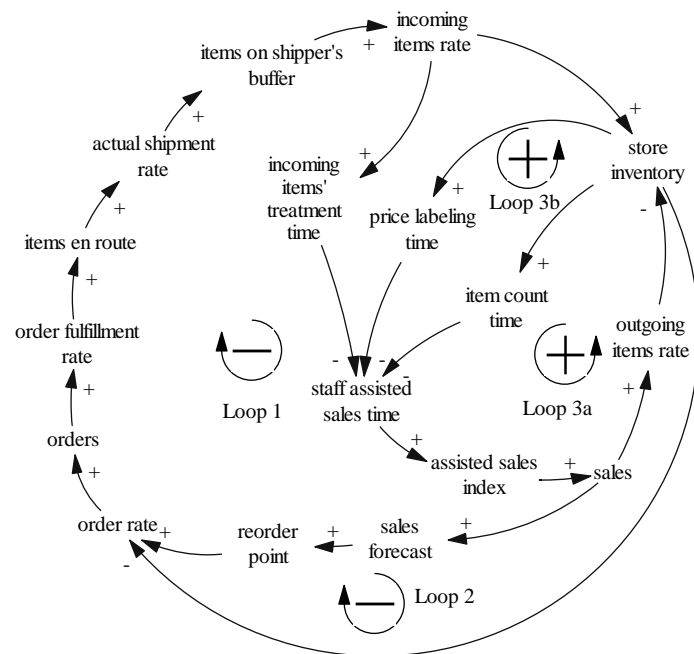 incoming
items rate
+
items on shipper's
buffer
+
+
actual shipment
rate
+
incoming
items'
treatment
time
+
price labeling
time
+
Loop 3b
store
inventory
-
items en route
+
item count
time
+
order fulfillment
rate
+
outgoing
items rate
+
Loop 1
-
-
-
staff assisted
sales time
Loop 3a
orders
+
+
assisted sales
index
+
sales
order rate
+
-
reorder
point
+
sales
forecast
+
Loop 2